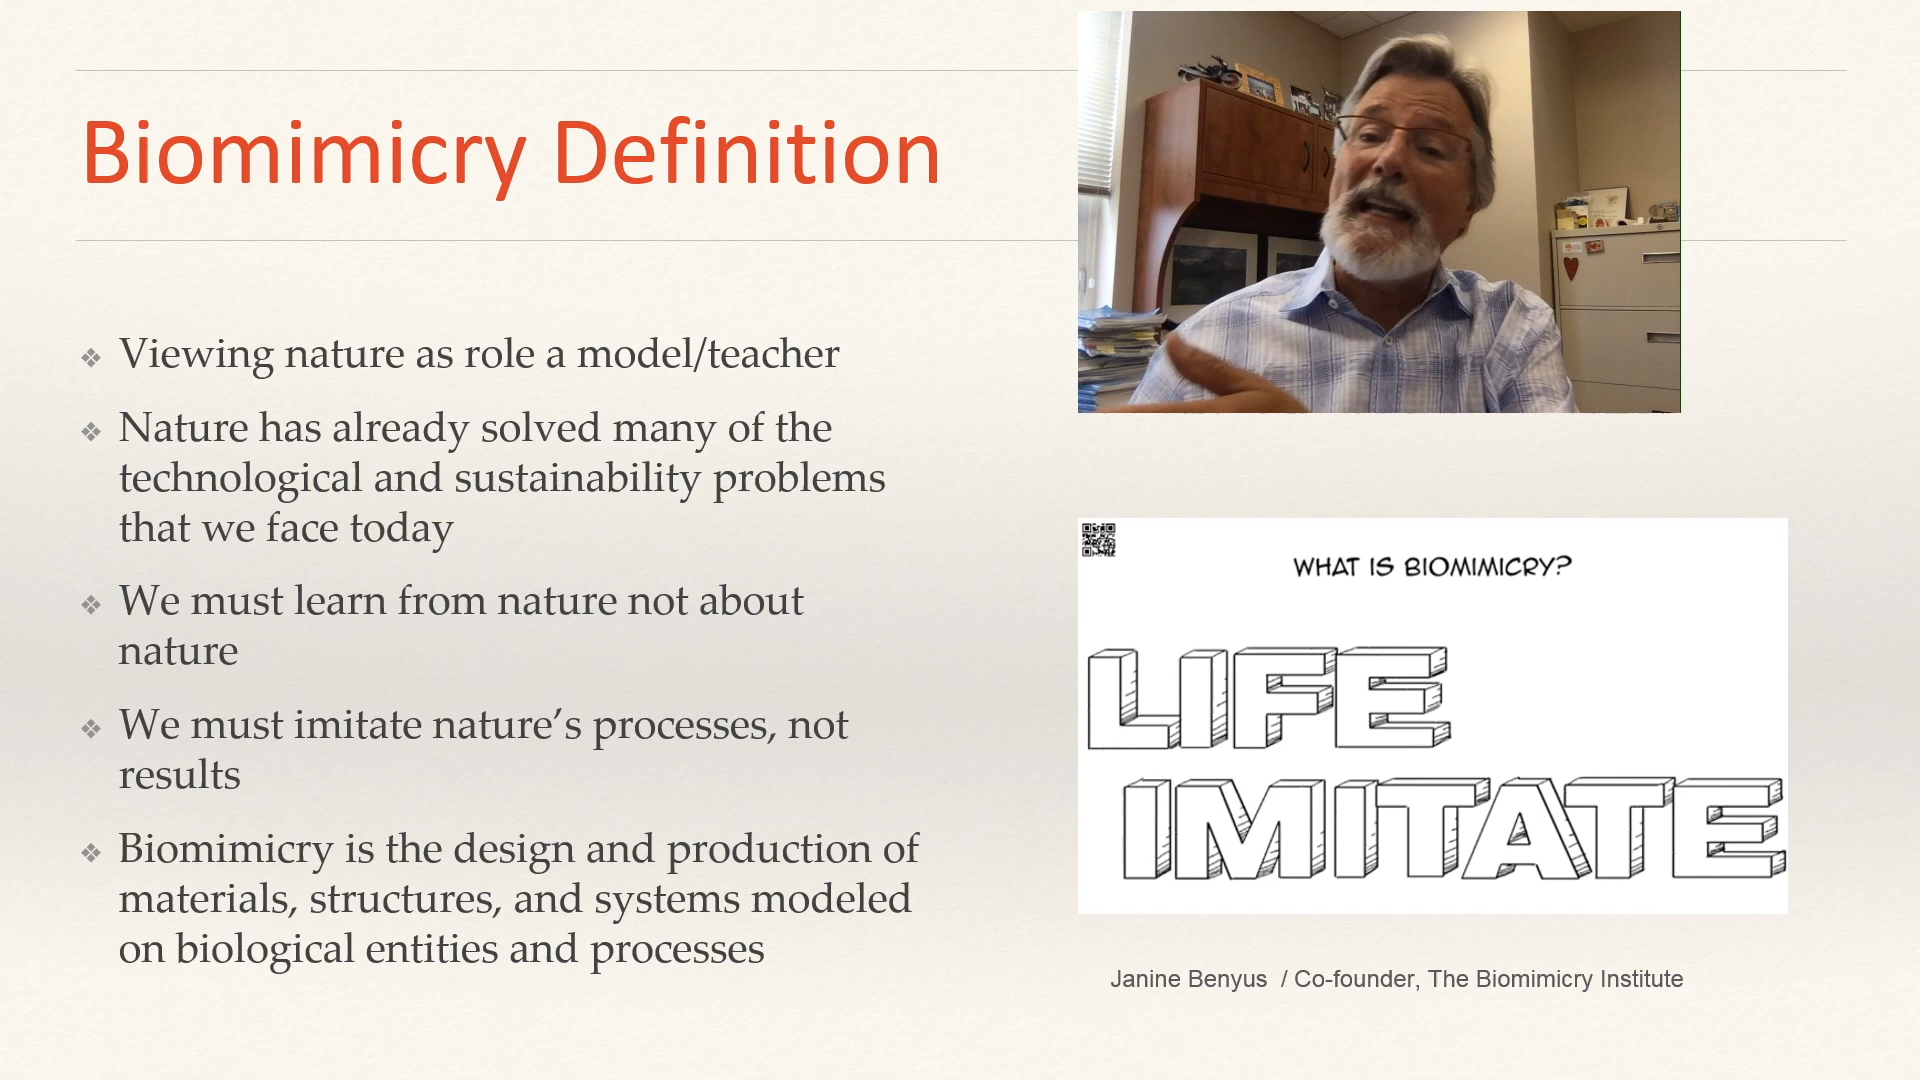 Biomimicry Definition
Viewing nature as role a model/teacher
Nature has already solved many of the
technological and sustainability problems
that we face today
We must learn from nature not about
nature
We must imitate nature’s processes, not
results
Biomimicry is the design and production of
materials, structures, and systems modeled
on biological entities and processes
WHAT IS BIOMIMICRY?
LIFE
IMITATE
Janine Benyus / Co-founder, The Biomimicry Institute